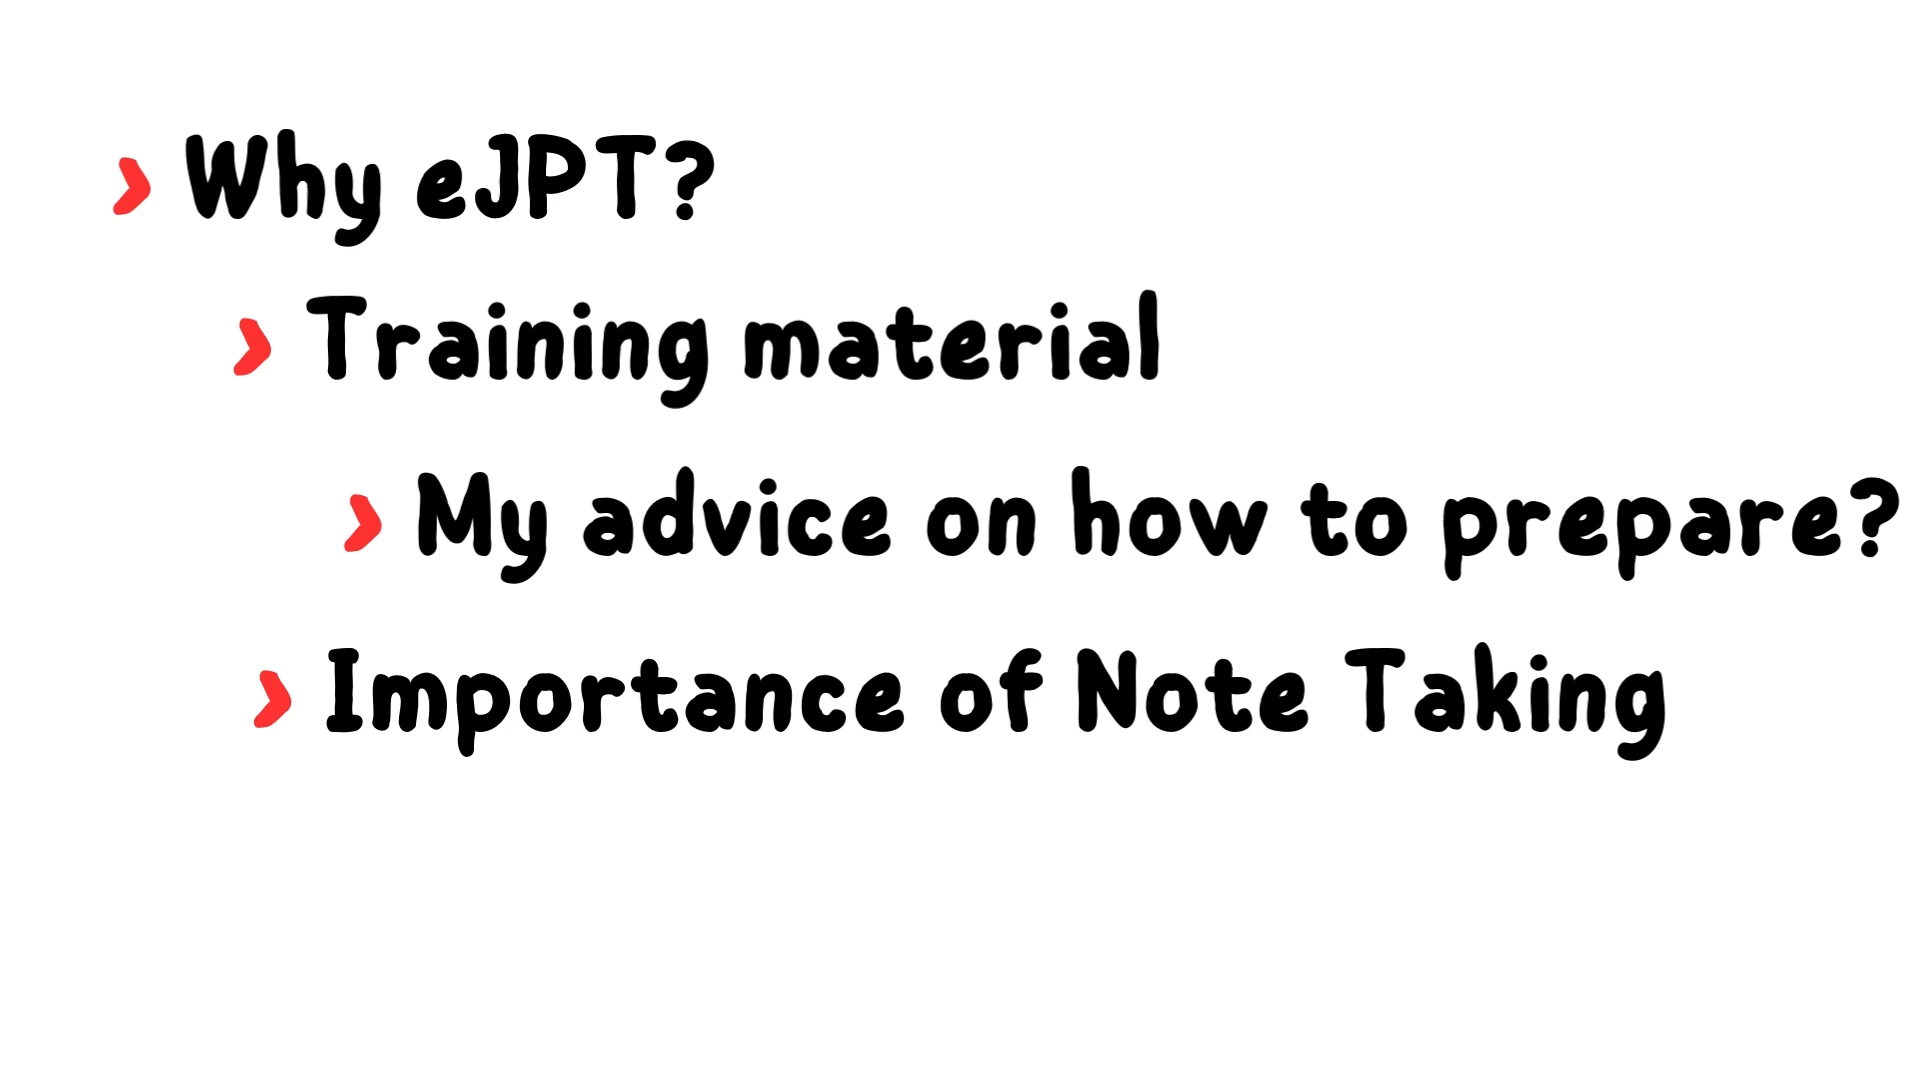 › Why eJPT?
› Training material
› My advice on how to prepare?
› Importance of Note Taking